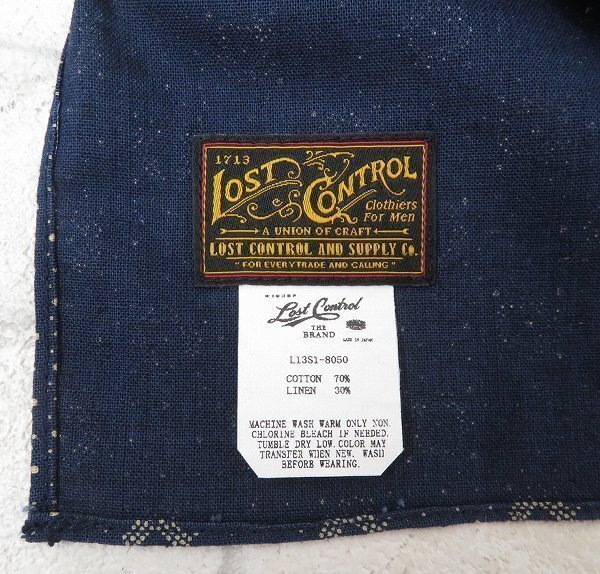 1713
LOST CONTROL
Clothiers
For Men
A UNION OF CRAFT
LOST CONTROL AND SUPPLY Co.
"FOR EVERYTRADE AND CALLING"
Lost Control
THE
BRAND
MADE IN JAPAN
L13S1-8050
COTTON 70%
LINEN 30%
MACHINE WASH WARM ONLY NON
CHLORINE BLEACH IF NEEDED.
TUMBLE DRY LOW.COLOR MAY
TRANSFER WHEN NEW. WASH
BEFORE WEARING.